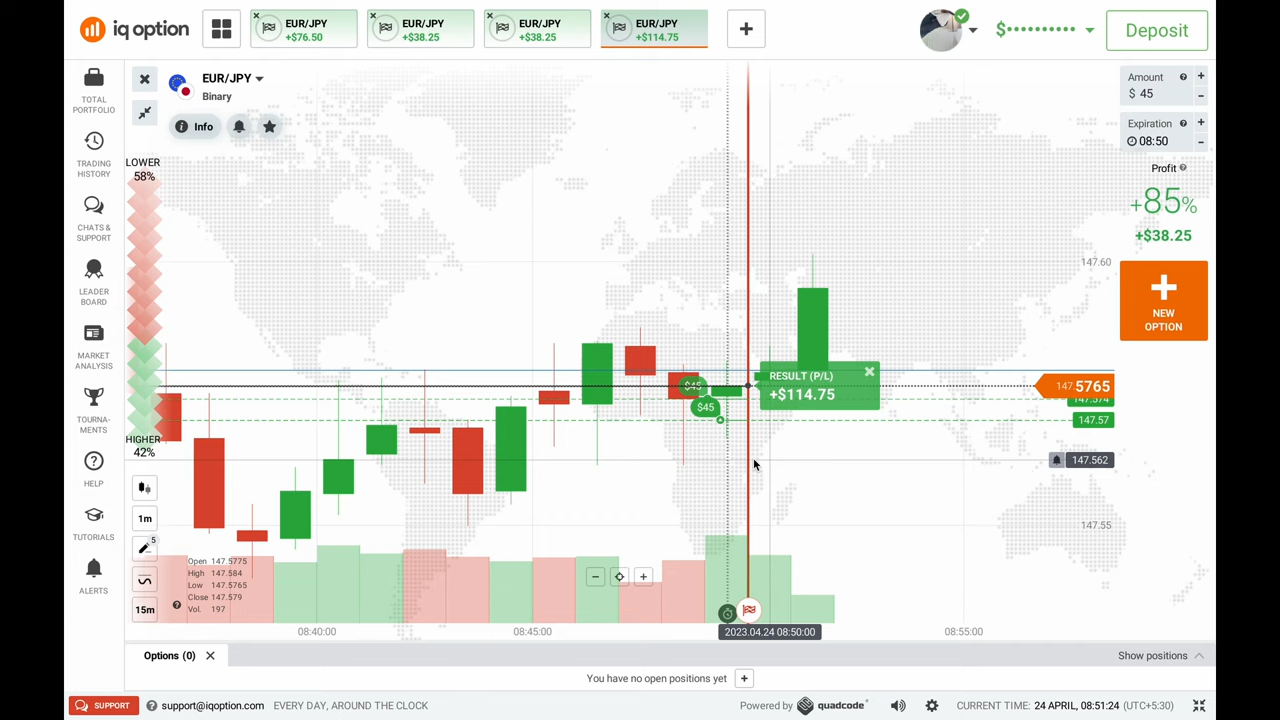 iq option
EUR/JPY
+$76.50
EUR/JPY
+$38.25
EUR/JPY
+$38.25
EUR/JPY
+$114.75
$••••••••••
Deposit
TOTAL
PORTFOLIO
TRADING
HISTORY
CHATS &
SUPPORT
LEADER
BOARD
MARKET
ANALYSIS
TOURNA-
MENTS
HELP
TUTORIALS
ALERTS
EUR/JPY
Binary
Info
LOWER
58%
HIGHER
42%
1m
5
15m
Open 147.5775
High 147.584
Low 147.5765
Close 147.579
Vol. 197
$45
$45
RESULT (P/L)
+$114.75
147.60
147.5765
147.574
147.57
147.562
147.55
08:40:00
08:45:00
2023.04.24 08:50:00
08:55:00
Amount
$ 45
Expiration
08:50
Profit
+85%
+$38.25
NEW
OPTION
Options (0)
Show positions
You have no open positions yet
SUPPORT
support@iqoption.com
EVERY DAY, AROUND THE CLOCK
Powered by quadcode
CURRENT TIME: 24 APRIL, 08:51:24 (UTC+5:30)